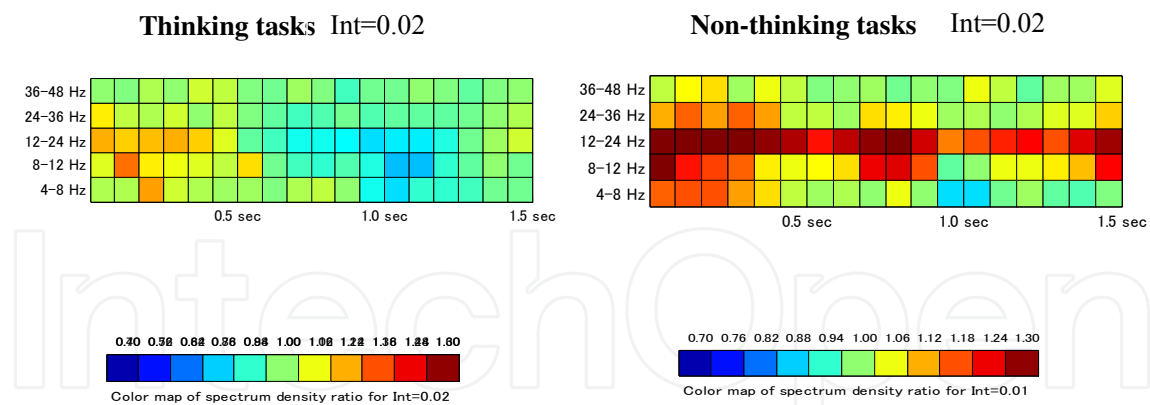 Thinking tasks Int=0.02
36-48 Hz
24-36 Hz
12-24 Hz
8-12 Hz
4-8 Hz
0.5 sec 1.0 sec 1.5 sec
Color map of spectrum density ratio for Int=0.02
Non-thinking tasks Int=0.02
36-48 Hz
24-36 Hz
12-24 Hz
8-12 Hz
4-8 Hz
0.5 sec 1.0 sec 1.5 sec
0.70 0.76 0.82 0.88 0.94 1.00 1.06 1.12 1.18 1.24 1.30
Color map of spectrum density ratio for Int=0.01
IntechOpen